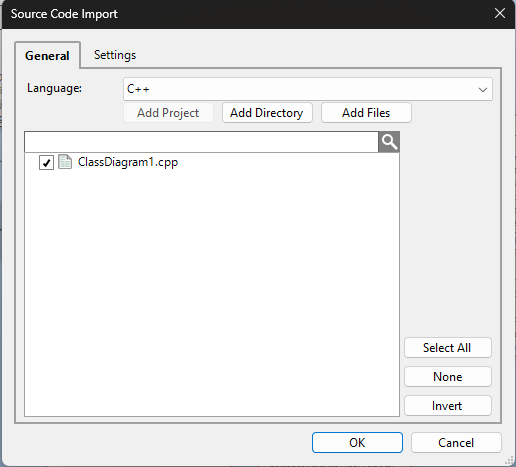 Source Code Import
General Settings
Language: C++
Add Project Add Directory Add Files
ClassDiagram1.cpp
Select All
None
Invert
OK Cancel